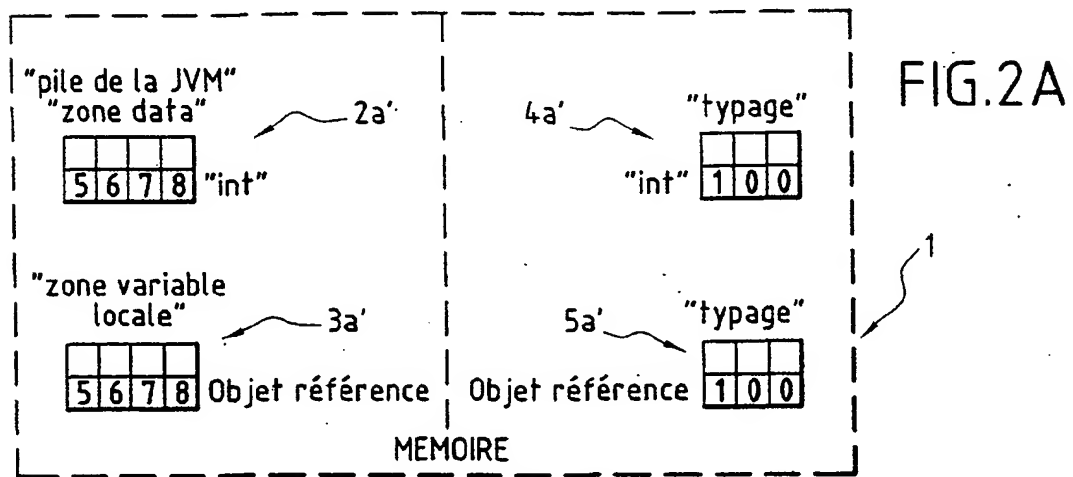 FIG.2A
"pile de la JVM"
"zone data"
2a'
5 6 7 8 "int"
4a'
"typage"
"int" 1 0 0
1
"zone variable
locale"
3a'
5 6 7 8 Objet référence
5a'
"typage"
Objet référence 1 0 0
MEMOIRE